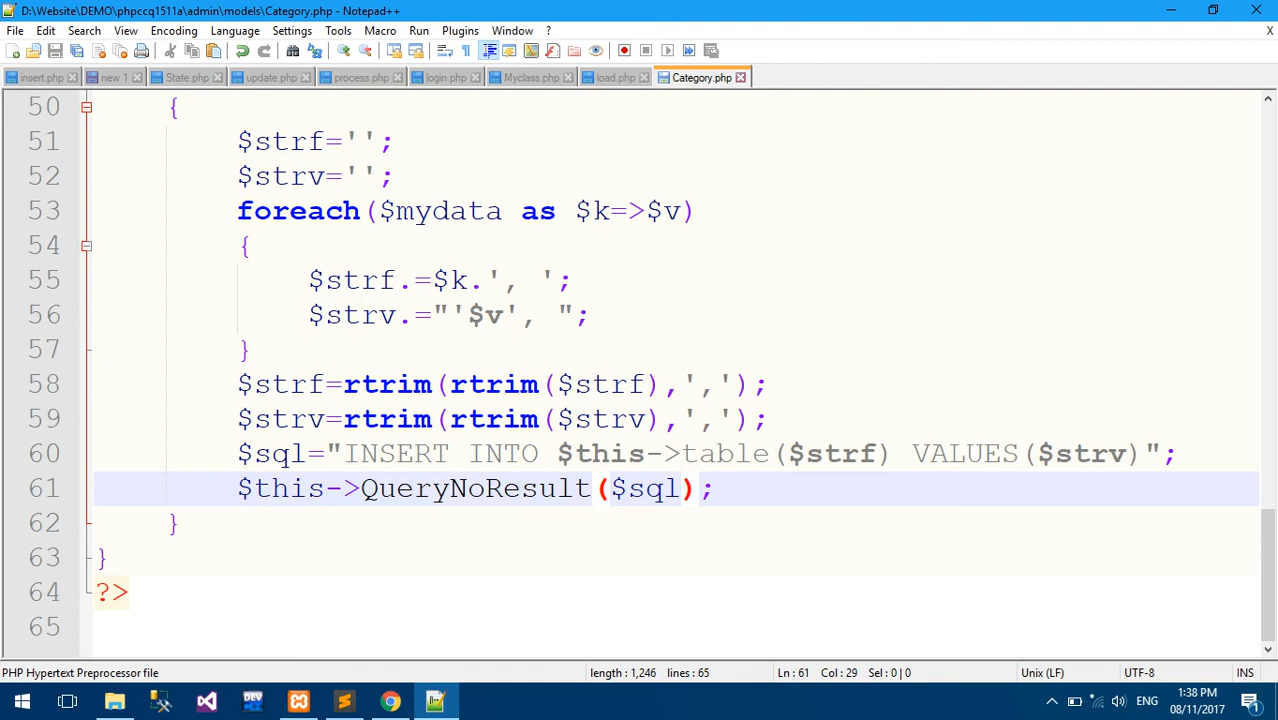 D:\Website\DEMO\phpccq1511a\admin\models\Category.php - Notepad++
File Edit Search View Encoding Language Settings Tools Macro Run Plugins Window ? X
insert.php new 1 State.php update.php process.php login.php Myclass.php load.php Category.php
50 {
51 $strf='';
52 $strv='';
53 foreach($mydata as $k=>$v)
54 {
55 $strf.=$k.', ';
56 $strv.="'$v', ";
57 }
58 $strf=rtrim(rtrim($strf),',');
59 $strv=rtrim(rtrim($strv),',');
60 $sql="INSERT INTO $this->table($strf) VALUES($strv)";
61 $this->QueryNoResult($sql);
62 }
63 }
64 ?>
65
PHP Hypertext Preprocessor file length : 1,246 lines : 65 Ln : 61 Col : 29 Sel : 0 | 0 Unix (LF) UTF-8 INS
DEV ENG 1:38 PM
08/11/2017